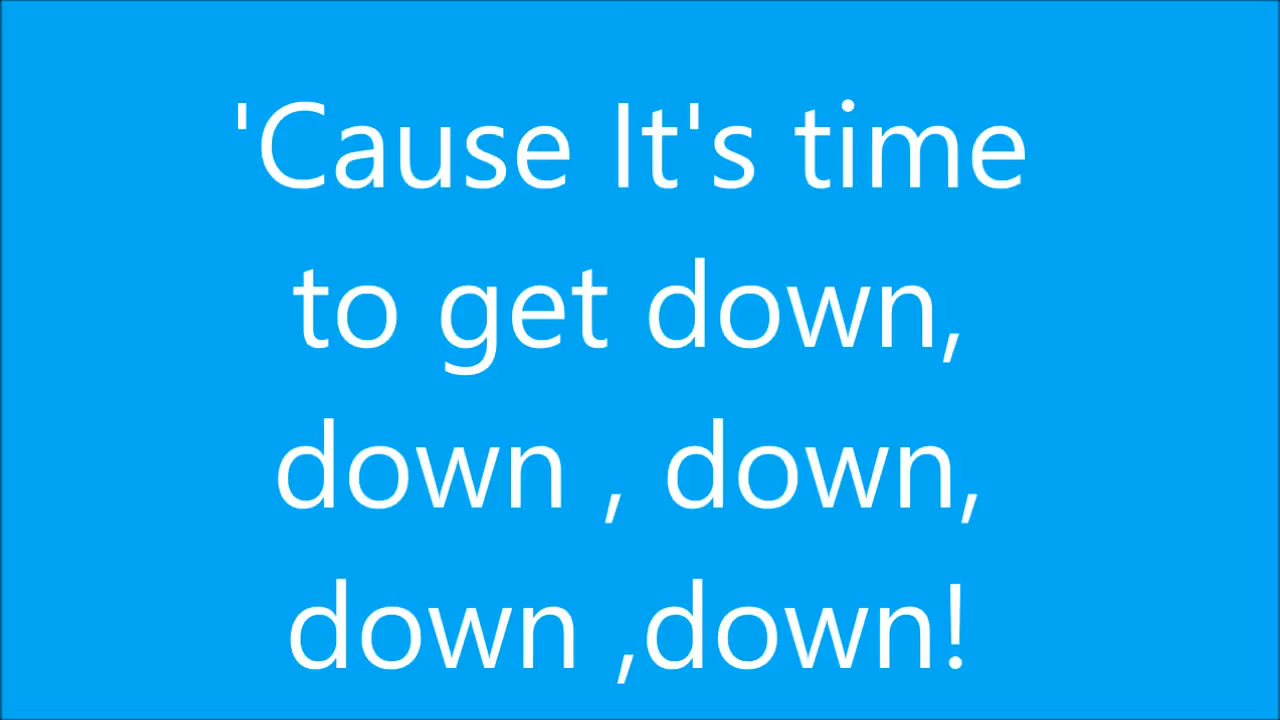 'Cause It's time
to get down,
down , down,
down ,down!